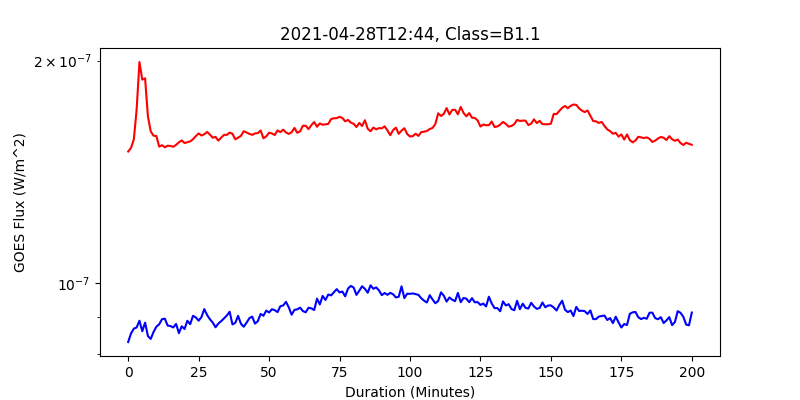 2021-04-28T12:44, Class=B1.1
GOES Flux (W/m^2)
2 × 10⁻⁷
10⁻⁷
0 25 50 75 100 125 150 175 200
Duration (Minutes)